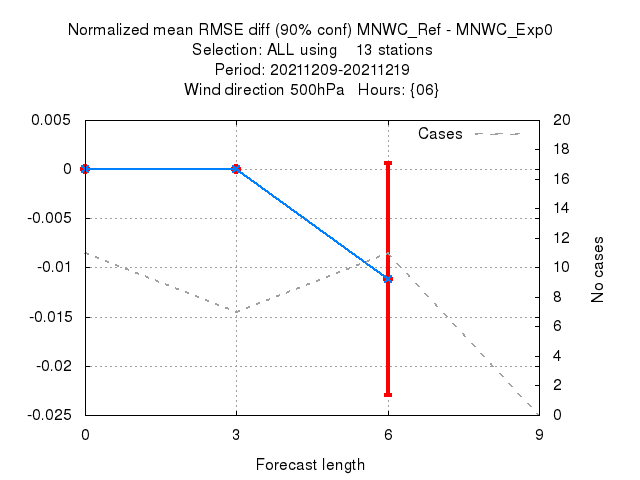 Normalized mean RMSE diff (90% conf) MNWC_Ref - MNWC_Exp0
Selection: ALL using    13 stations
Period: 20211209-20211219
Wind direction 500hPa   Hours: {06}
0.005
0
-0.005
-0.01
-0.015
-0.02
-0.025
Cases
20
18
16
14
12
10
8
6
4
2
0
No cases
0 3 6 9
Forecast length